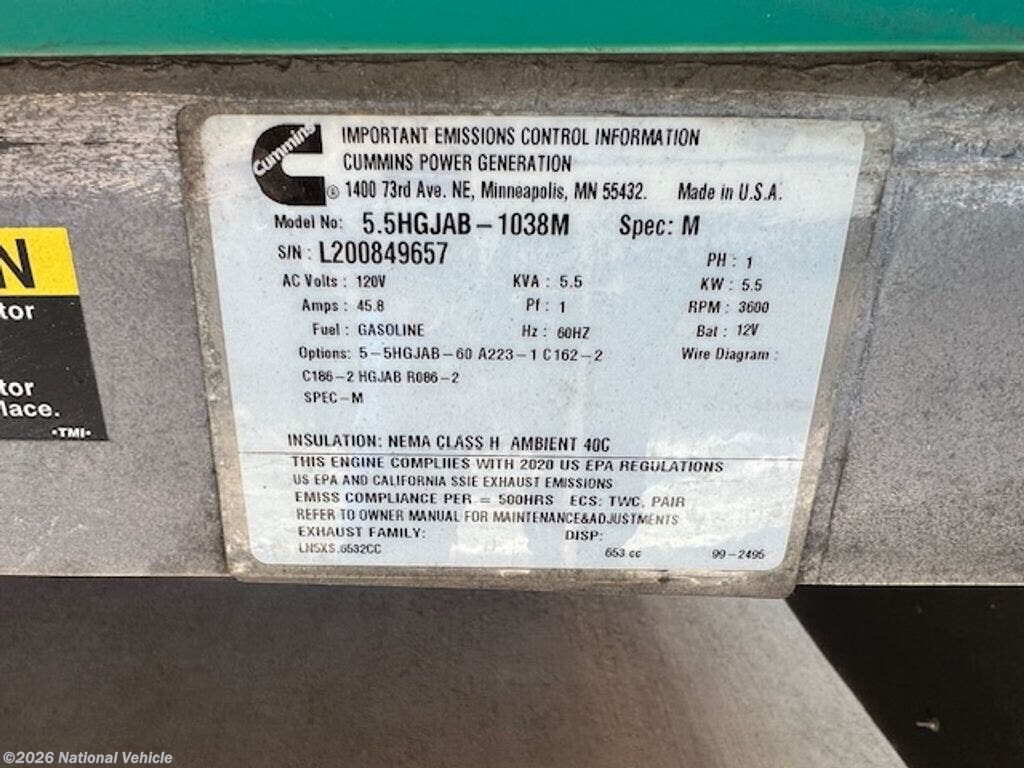 Cummins
®
IMPORTANT EMISSIONS CONTROL INFORMATION
CUMMINS POWER GENERATION
1400 73rd Ave. NE, Minneapolis, MN 55432. Made in U.S.A.
Model No: 5.5HGJAB-1038M Spec: M
S/N : L200849657 PH : 1
AC Volts : 120V KVA : 5.5 KW : 5.5
Amps : 45.8 Pf : 1 RPM : 3600
Fuel : GASOLINE Hz : 60HZ Bat : 12V
Options: 5-5HGJAB-60 A223-1 C162-2 Wire Diagram :
C186-2 HGJAB R086-2
SPEC-M
INSULATION: NEMA CLASS H AMBIENT 40C
THIS ENGINE COMPLIIES WITH 2020 US EPA REGULATIONS
US EPA AND CALIFORNIA SSIE EXHAUST EMISSIONS
EMISS COMPLIANCE PER = 500HRS ECS: TWC, PAIR
REFER TO OWNER MANUAL FOR MAINTENANCE&ADJUSTMENTS
EXHAUST FAMILY: DISP:
LN5XS.6532CC 653 cc 99-2495
N
tor
tor
lace.
•TMI•
©2026 National Vehicle